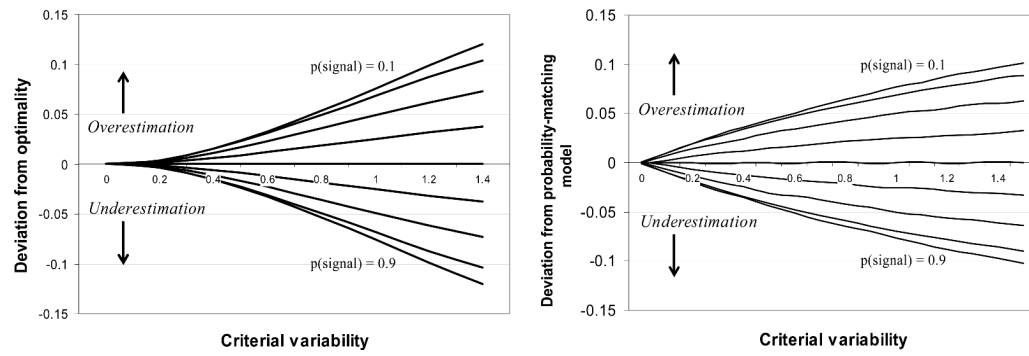 0.15
0.1
0.05
0
-0.05
-0.1
-0.15
Deviation from optimality
p(signal) = 0.1
Overestimation
0 0.2 0.4 0.6 0.8 1 1.2 1.4
Underestimation
p(signal) = 0.9
Criterial variability
0.15
0.1
0.05
0
-0.05
-0.1
-0.15
Deviation from probability-matching
model
p(signal) = 0.1
Overestimation
0 0.2 0.4 0.6 0.8 1 1.2 1.4
Underestimation
p(signal) = 0.9
Criterial variability